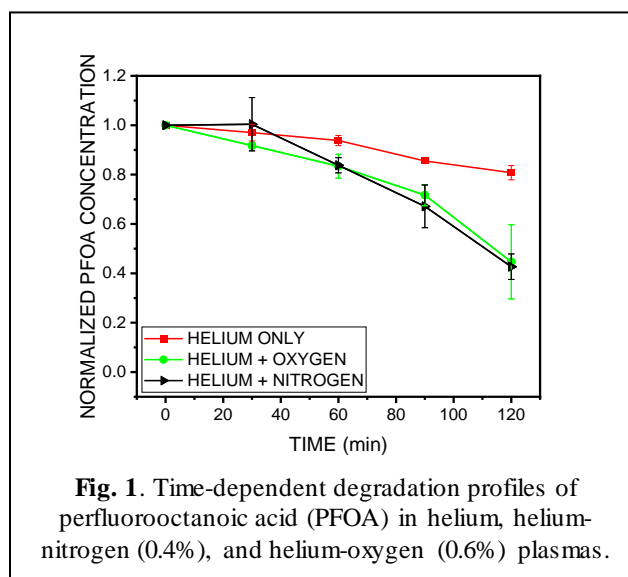 NORMALIZED PFOA CONCENTRATION
1.2
1.0
0.8
0.6
0.4
0.2
0.0
HELIUM ONLY
HELIUM + OXYGEN
HELIUM + NITROGEN
0 20 40 60 80 100 120
TIME (min)
Fig. 1. Time-dependent degradation profiles of
perfluorooctanoic acid (PFOA) in helium, helium-
nitrogen (0.4%), and helium-oxygen (0.6%) plasmas.